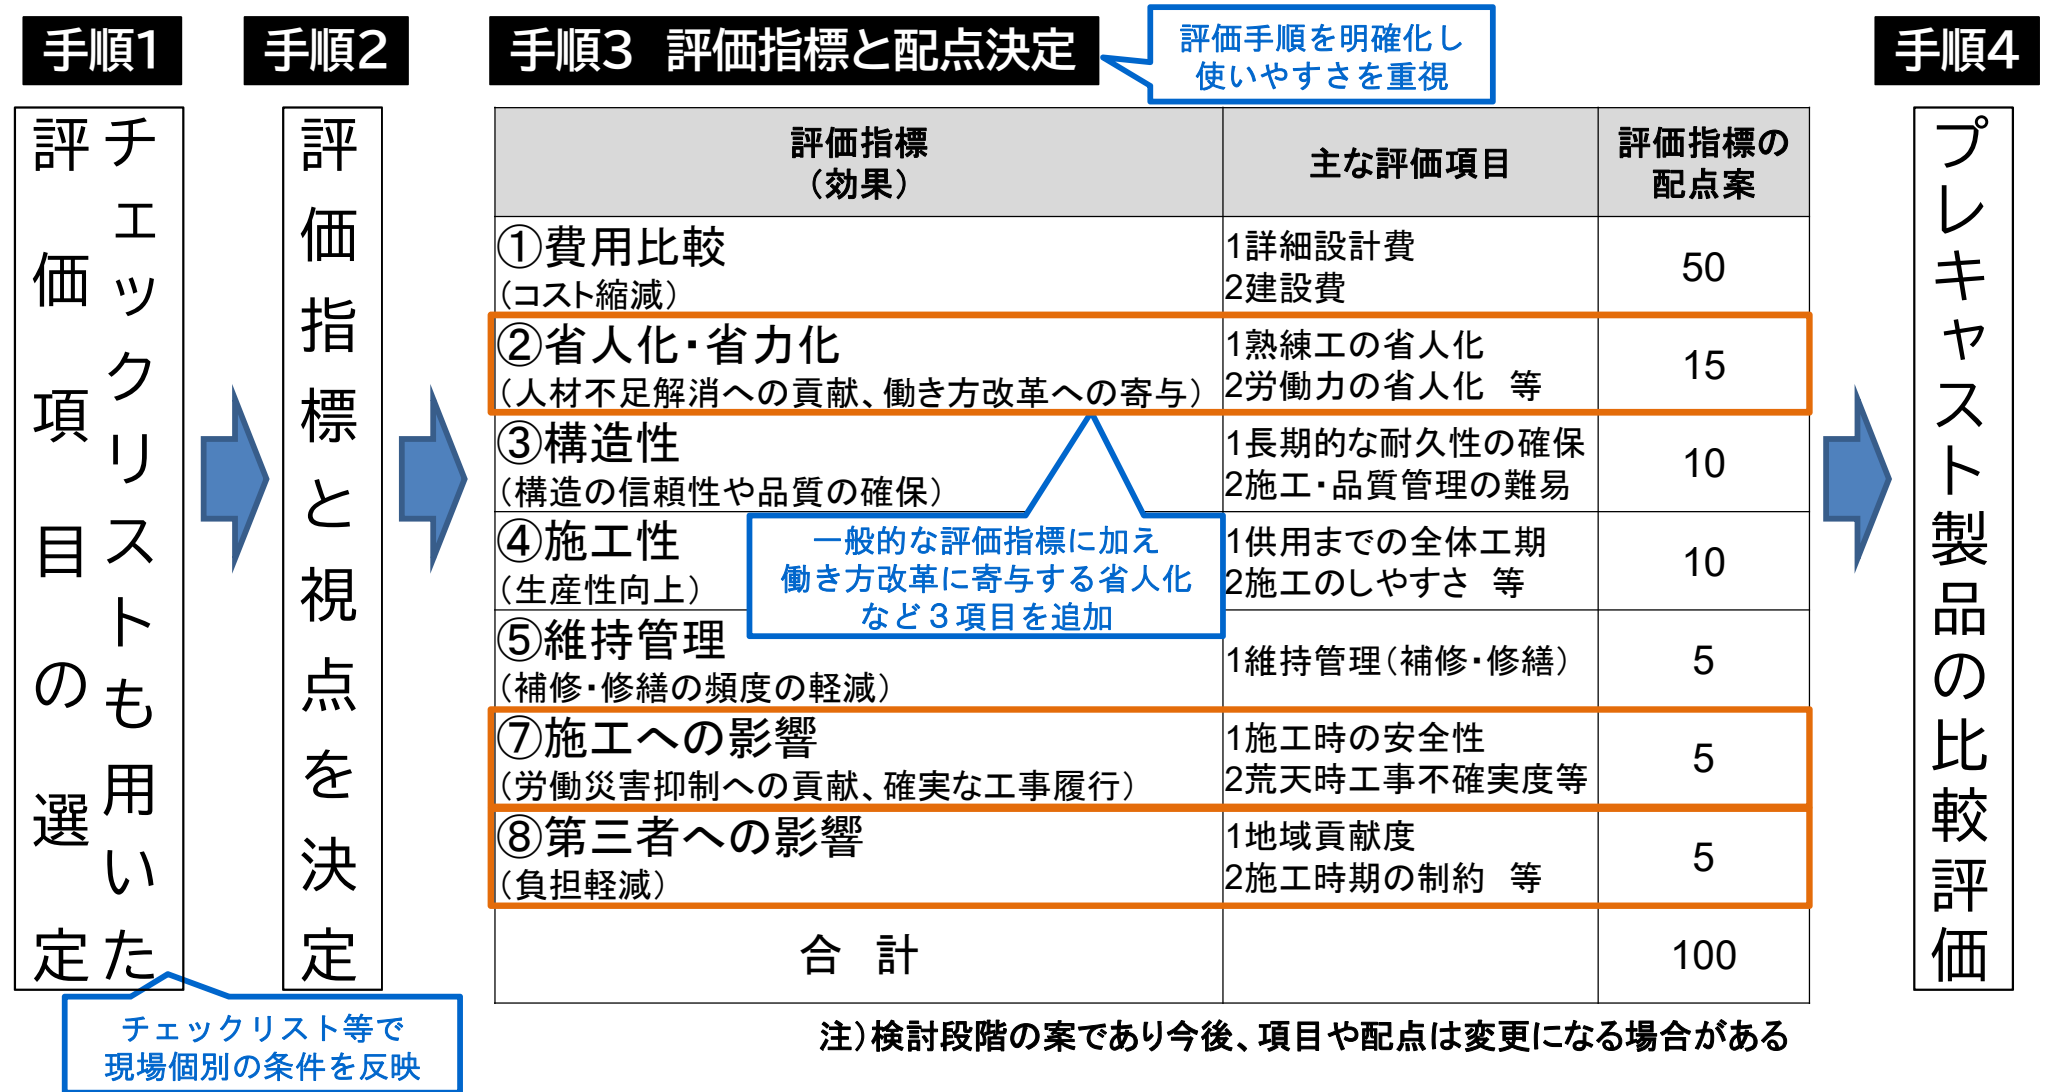 手順1
チェックリストも用いた
評価項目の選定
チェックリスト等で
現場個別の条件を反映
手順2
評価指標と視点を決定
手順3　評価指標と配点決定
評価手順を明確化し
使いやすさを重視
評価指標
（効果）
主な評価項目
評価指標の
配点案
①費用比較
（コスト縮減）
1詳細設計費
2建設費
50
②省人化・省力化
（人材不足解消への貢献、働き方改革への寄与）
1熟練工の省人化
2労働力の省人化　等
15
③構造性
（構造の信頼性や品質の確保）
1長期的な耐久性の確保
2施工・品質管理の難易
10
④施工性
（生産性向上）
1供用までの全体工期
2施工のしやすさ　等
10
一般的な評価指標に加え
働き方改革に寄与する省人化
など３項目を追加
⑤維持管理
（補修・修繕の頻度の軽減）
1維持管理（補修・修繕）
5
⑦施工への影響
（労働災害抑制への貢献、確実な工事履行）
1施工時の安全性
2荒天時工事不確実度等
5
⑧第三者への影響
（負担軽減）
1地域貢献度
2施工時期の制約　等
5
合　計
100
注）検討段階の案であり今後、項目や配点は変更になる場合がある
手順4
プレキャスト製品の比較評価